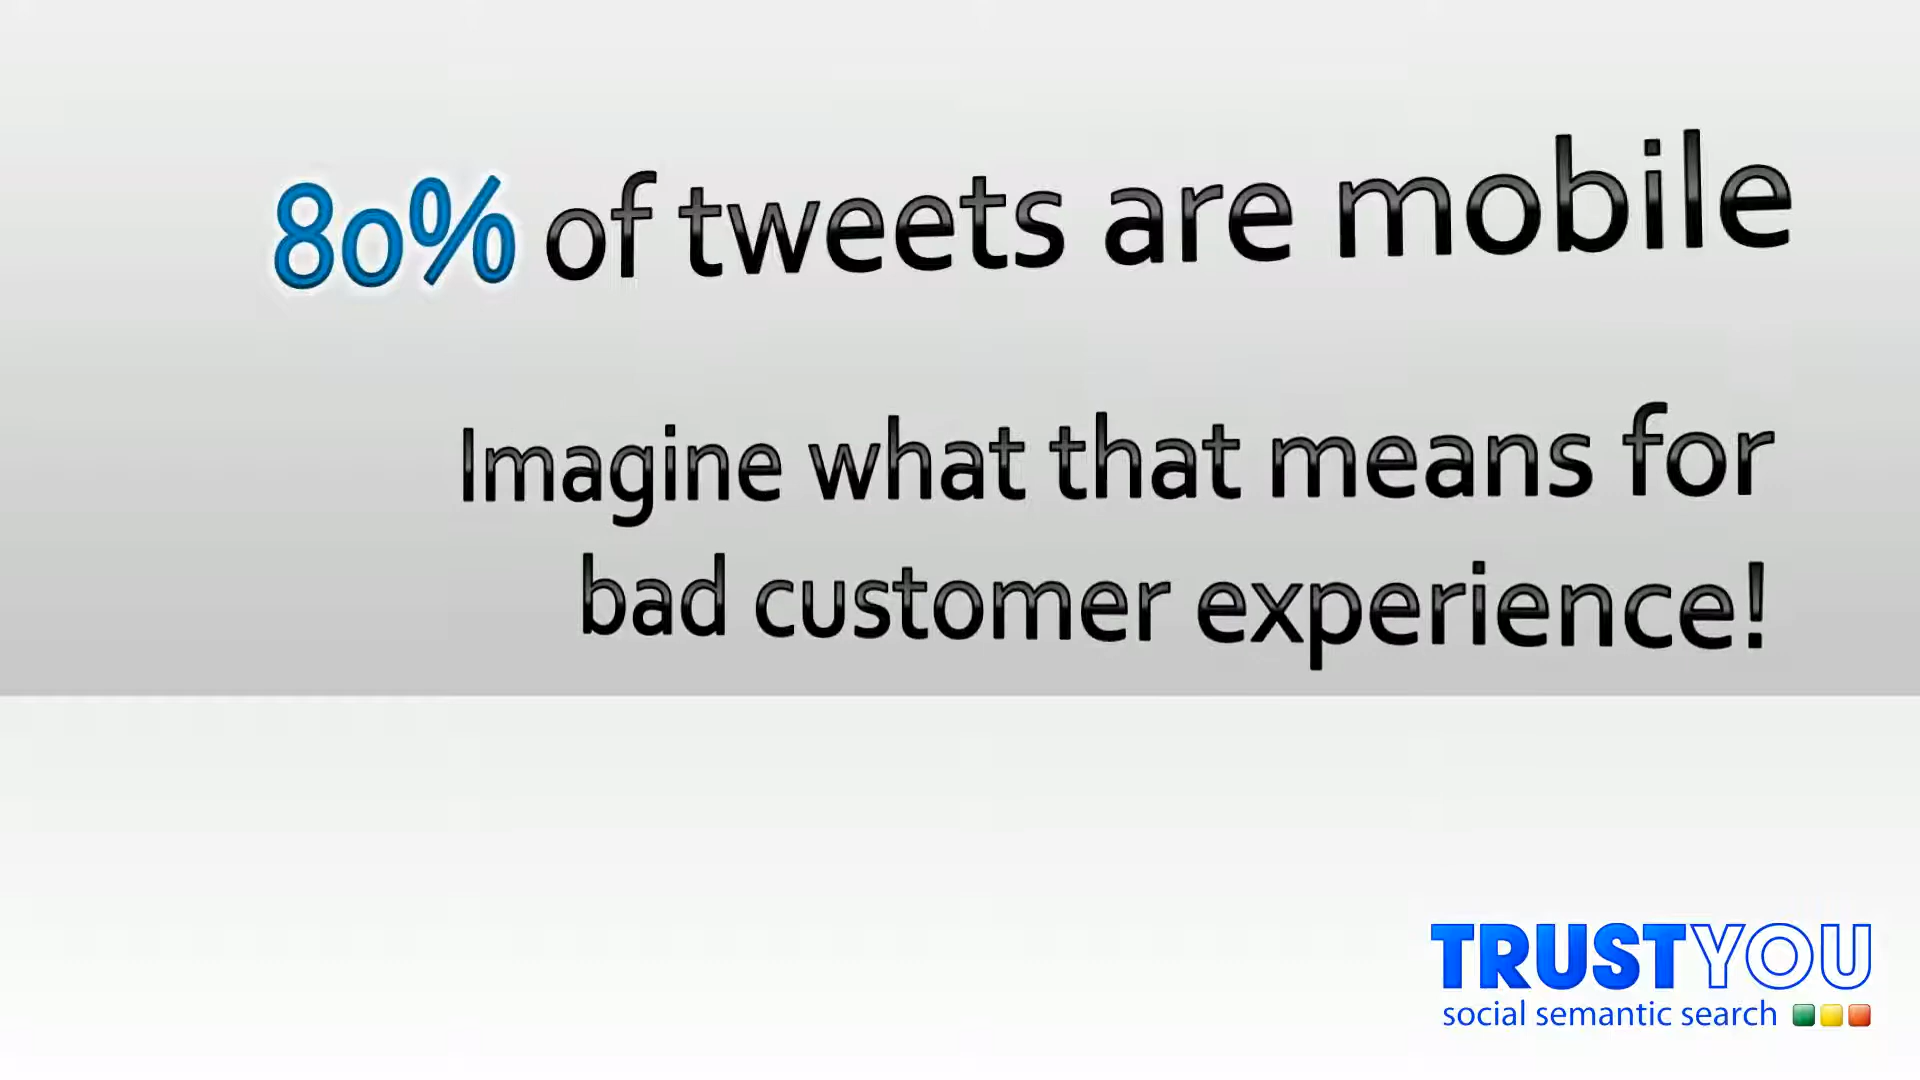 80% of tweets are mobile
Imagine what that means for
bad customer experience!
TRUSTYOU
social semantic search